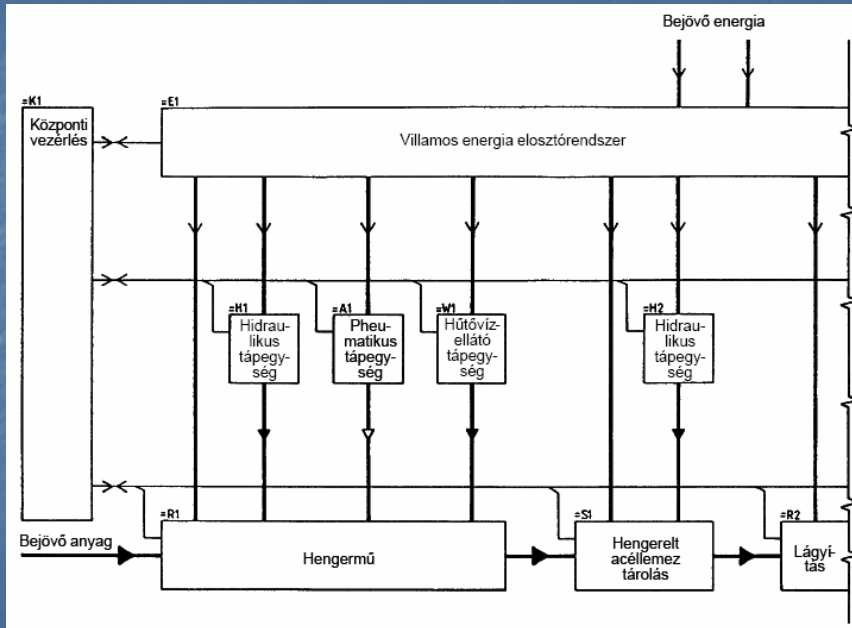 Bejövő energia
=K1
=E1
Központi
vezérlés
Villamos energia elosztórendszer
=H1
=A1
=W1
=H2
Hidrau-
likus
tápegy-
ség
Pheu-
matikus
tápegy-
ség
Hűtővíz-
ellátó
tápegy-
ség
Hidrau-
likus
tápegy-
ség
=R1
=S1
=R2
Bejövő anyag
Hengermű
Hengerelt
acéllemez
tárolás
Lágyí-
tás